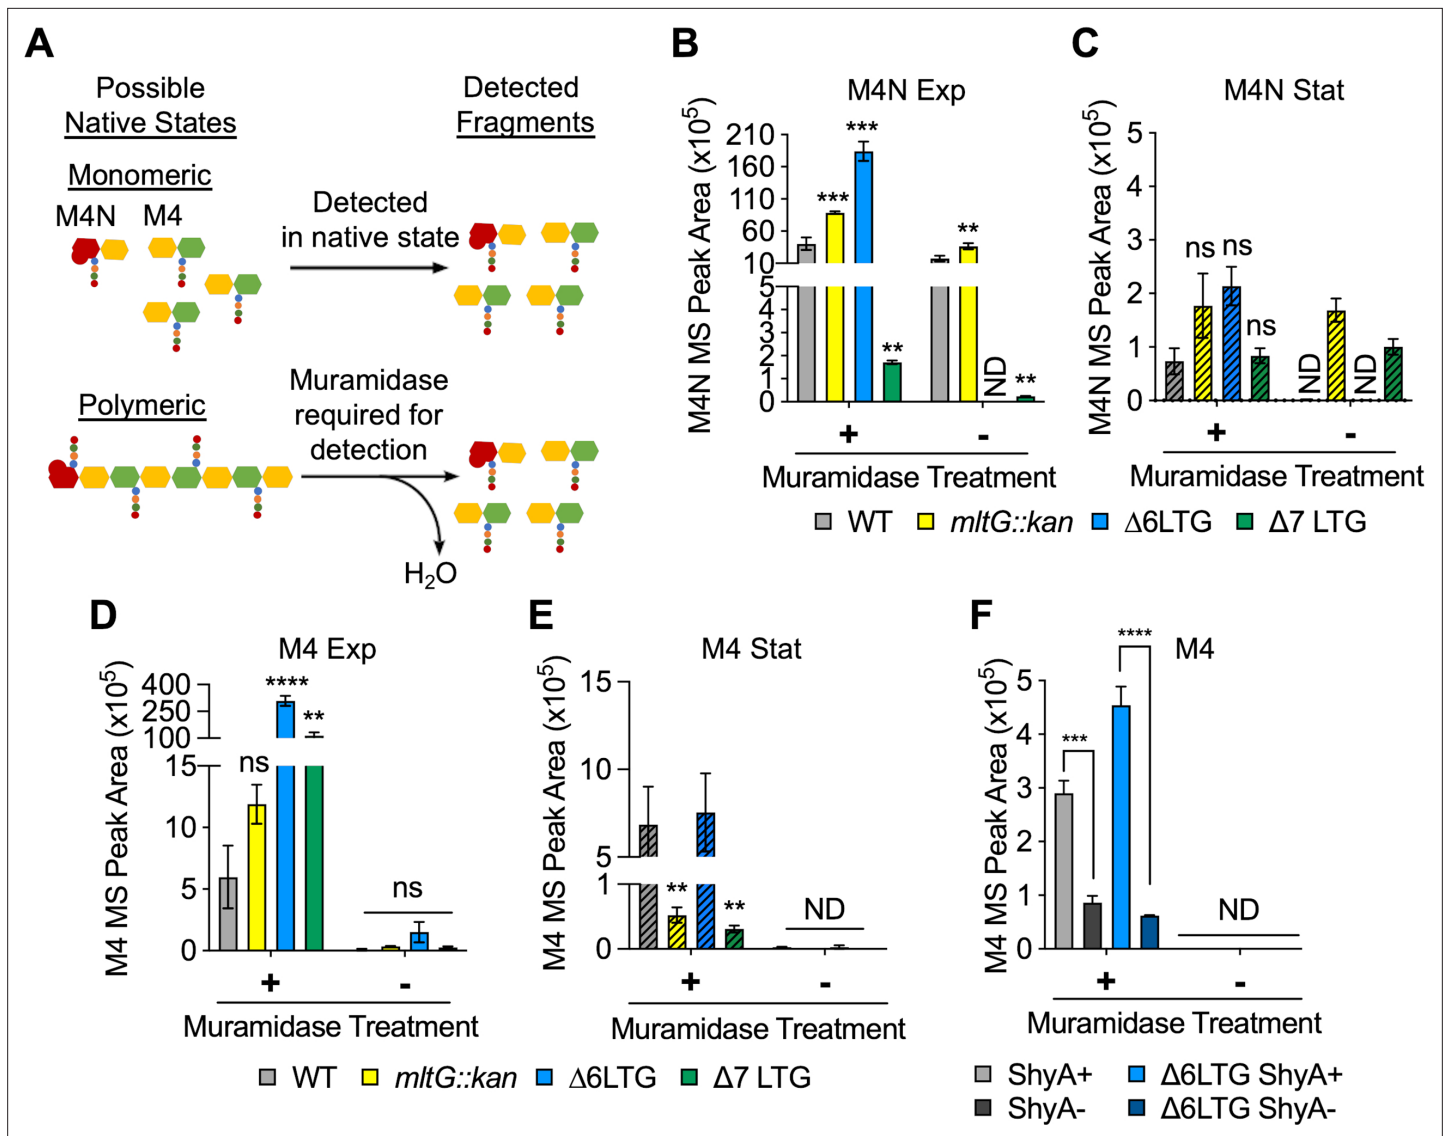 A
Possible
Native States
Detected
Fragments
Monomeric
M4N M4
Detected
in native state
Polymeric
Muramidase
required for
detection
H2O
B
M4N Exp
M4N MS Peak Area (x10^5)
210
160
110
60
10
5
4
3
2
1
0
***
***
**
**
ND
**
+ -
Muramidase Treatment
C
M4N Stat
M4N MS Peak Area (x10^5)
5
4
3
2
1
0
ns ns
ns
ND
ND
+ -
Muramidase Treatment
WT mltG::kan Δ6LTG Δ7 LTG
D
M4 Exp
M4 MS Peak Area (x10^5)
400
250
100
15
10
5
0
ns
****
**
ns
+ -
Muramidase Treatment
E
M4 Stat
M4 MS Peak Area (x10^5)
15
10
5
1
0
**
**
ND
+ -
Muramidase Treatment
WT mltG::kan Δ6LTG Δ7 LTG
F
M4
M4 MS Peak Area (x10^5)
5
4
3
2
1
0
***
****
ND
+ -
Muramidase Treatment
ShyA+ Δ6LTG ShyA+
ShyA- Δ6LTG ShyA-